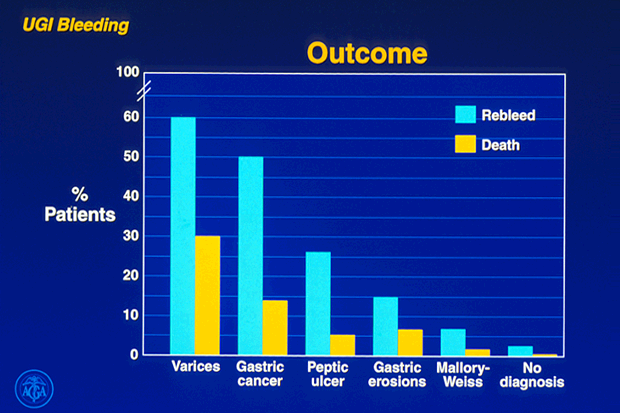 UGI Bleeding
Outcome
100
60
50
40
30
20
10
0
%
Patients
Rebleed
Death
Varices
Gastric
cancer
Peptic
ulcer
Gastric
erosions
Mallory-
Weiss
No
diagnosis
AGA